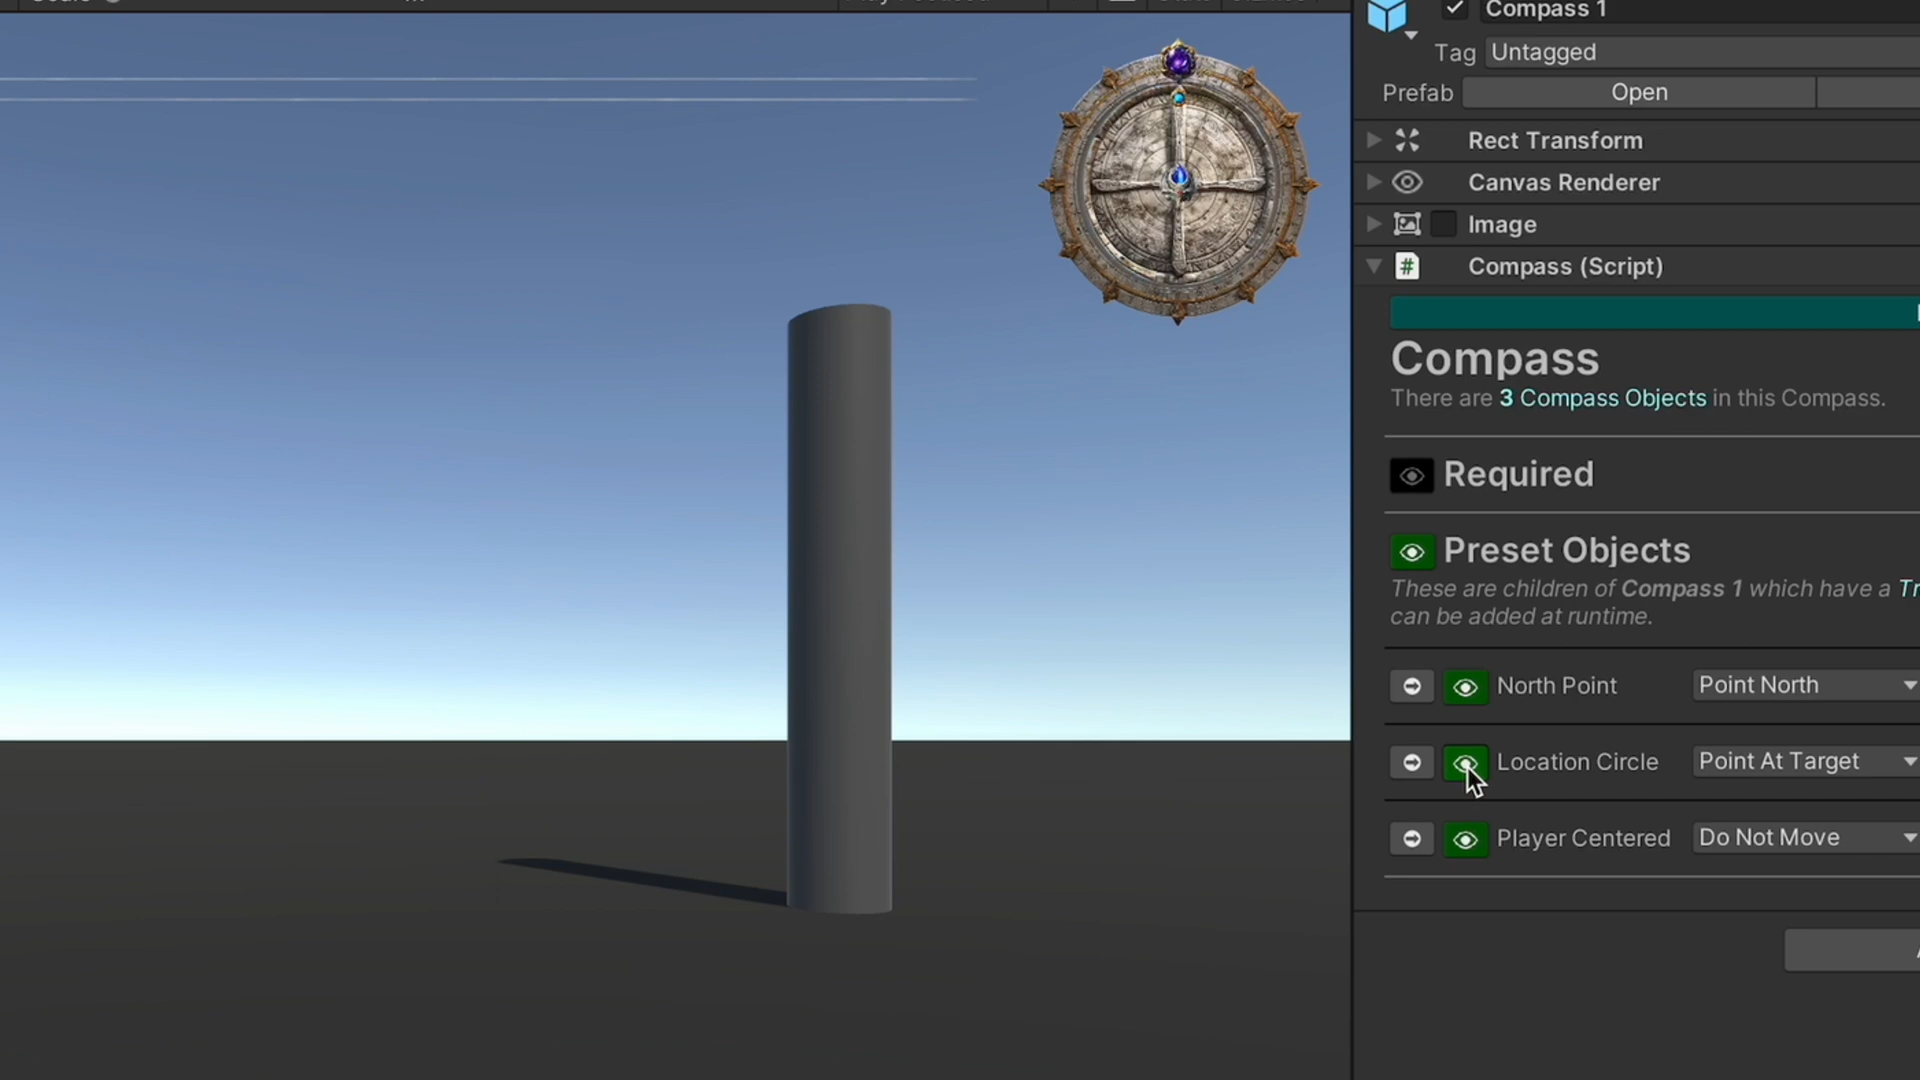 Compass 1
Tag Untagged
Prefab Open
Rect Transform
Canvas Renderer
Image
# Compass (Script)
Compass
There are 3 Compass Objects in this Compass.
Required
Preset Objects
These are children of Compass 1 which have a
can be added at runtime.
North Point Point North
Location Circle Point At Target
Player Centered Do Not Move